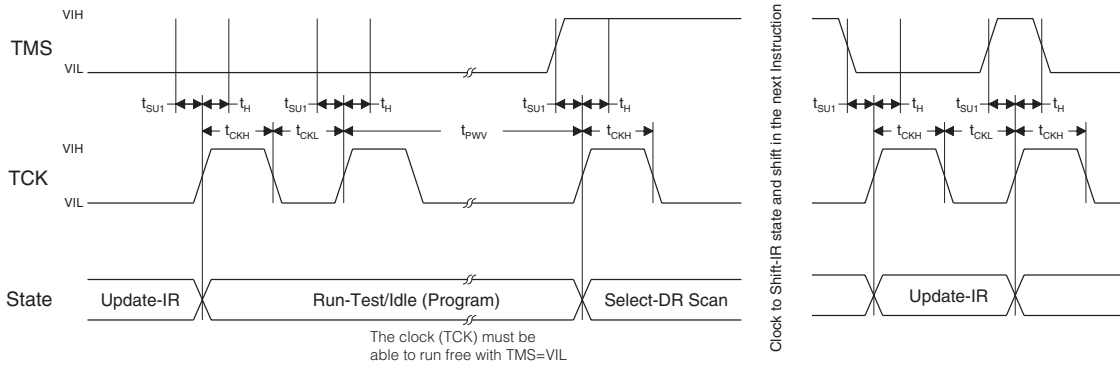 VIH
TMS
VIL
tSU1 tH tSU1 tH tSU1 tH tSU1 tH tSU1 tH
tCKH tCKL tPWV tCKH tCKH tCKL tCKH
VIH
TCK
VIL
State Update-IR Run-Test/Idle (Program) Select-DR Scan Update-IR
The clock (TCK) must be
able to run free with TMS=VIL
Clock to Shift-IR state and shift in the next Instruction